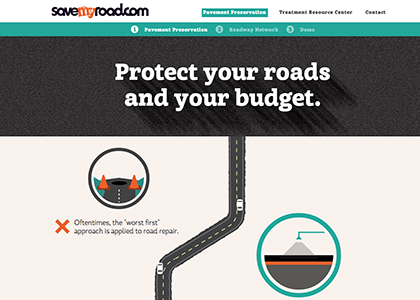 savemyroad.com
Pavement Preservation Treatment Resource Center Contact
1 Pavement Preservation 2 Roadway Network 3 Demo
Protect your roads
and your budget.
Oftentimes, the "worst first"
approach is applied to road repair.